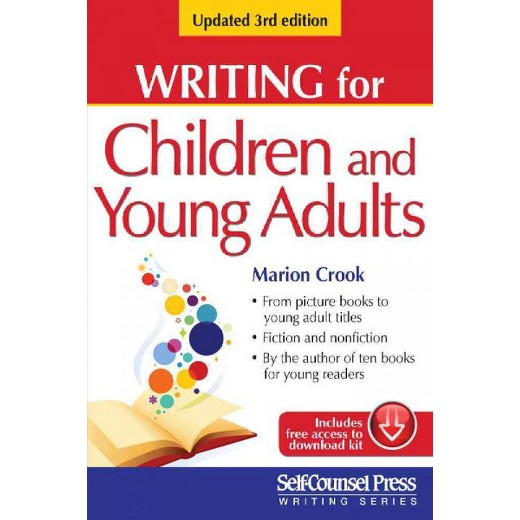 Updated 3rd edition
WRITING for
Children and
Young Adults
Marion Crook
• From picture books to
young adult titles
• Fiction and nonfiction
• By the author of ten books
for young readers
Includes
free access to
download kit
Self-Counsel Press
WRITING SERIES